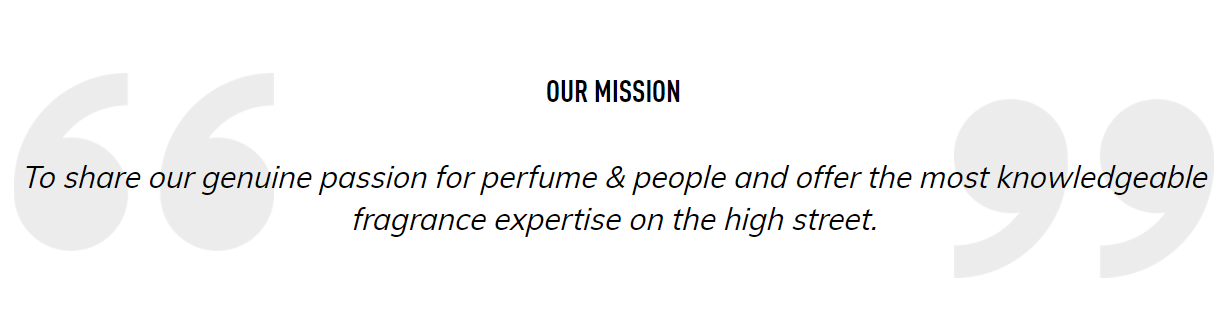 OUR MISSION
To share our genuine passion for perfume & people and offer the most knowledgeable
fragrance expertise on the high street.